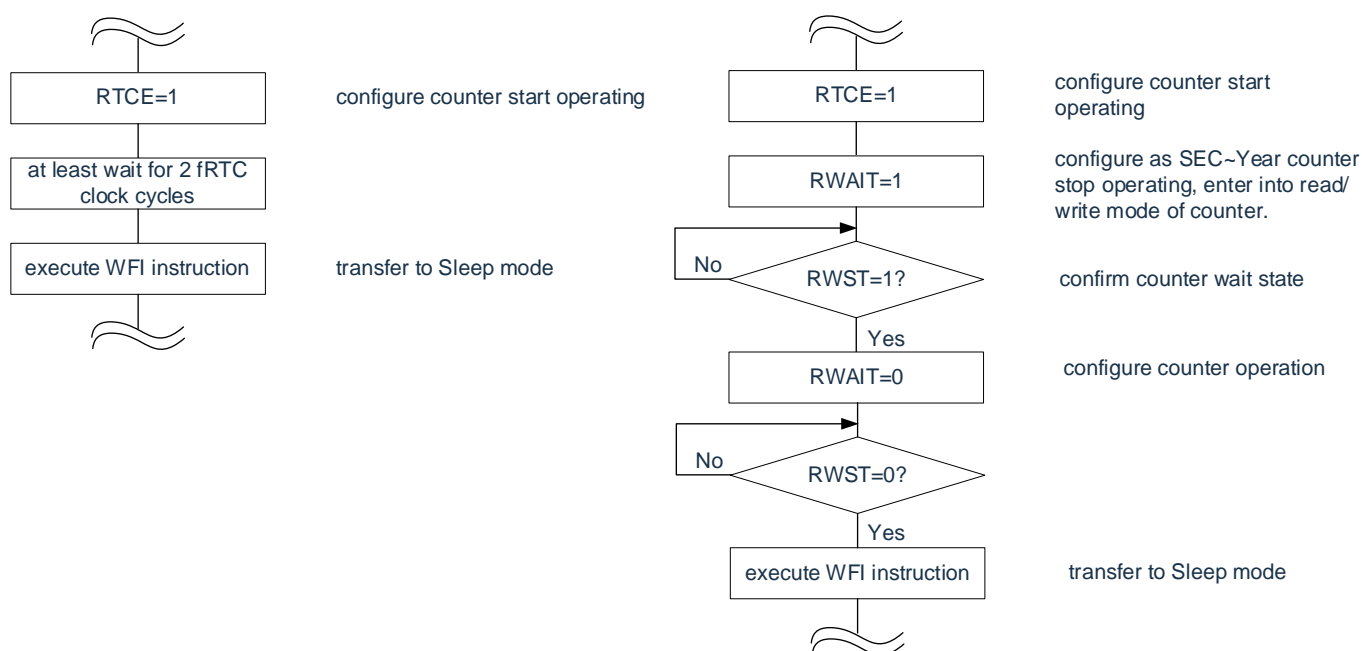 RTCE=1
configure counter start operating
at least wait for 2 fRTC
clock cycles
execute WFI instruction
transfer to Sleep mode
RTCE=1
configure counter start
operating
RWAIT=1
configure as SEC~Year counter
stop operating, enter into read/
write mode of counter.
No
RWST=1?
confirm counter wait state
Yes
RWAIT=0
configure counter operation
No
RWST=0?
Yes
execute WFI instruction
transfer to Sleep mode